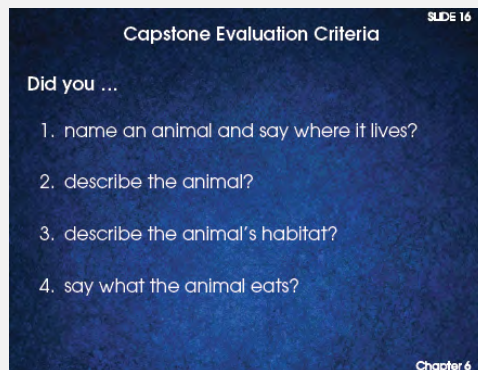 SLIDE 16
Capstone Evaluation Criteria
Did you ...
1. name an animal and say where it lives?
2. describe the animal?
3. describe the animal's habitat?
4. say what the animal eats?
Chapter 6